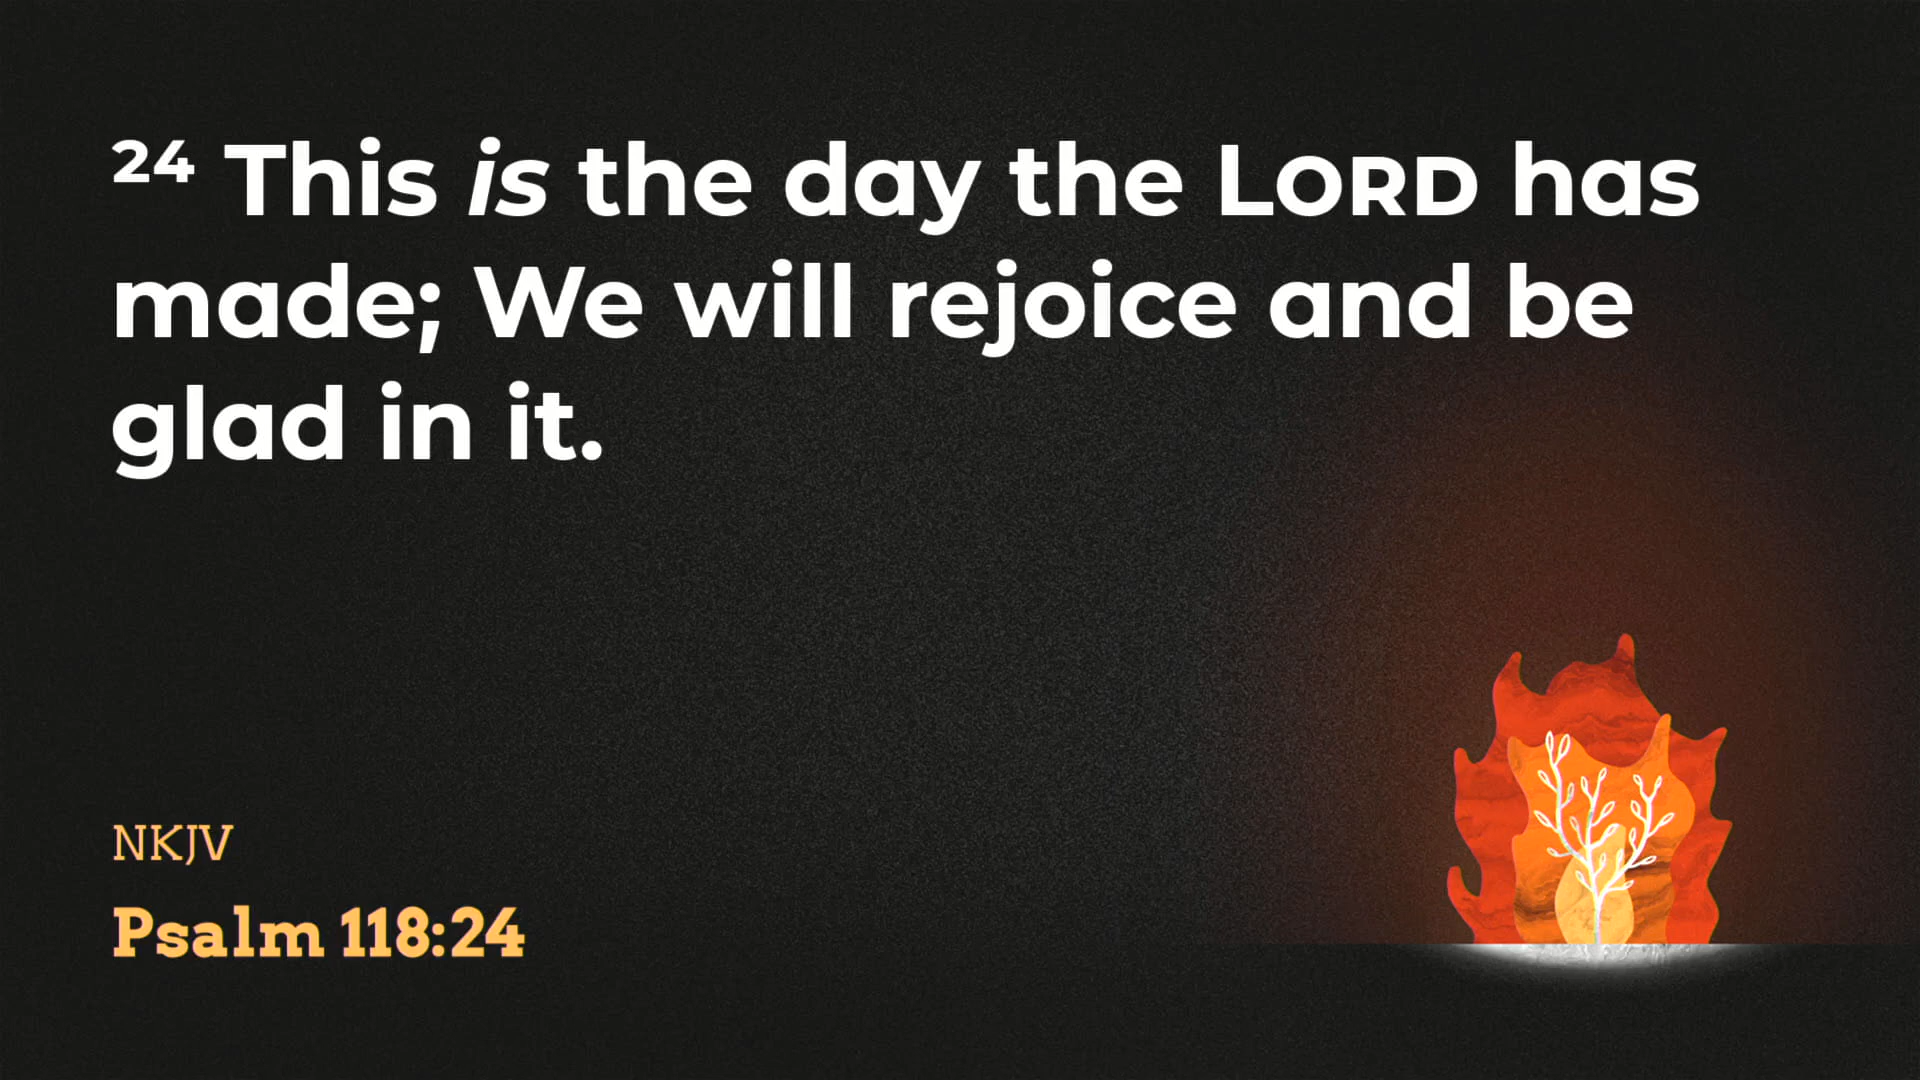 24 This is the day the LORD has
made; We will rejoice and be
glad in it.
NKJV
Psalm 118:24